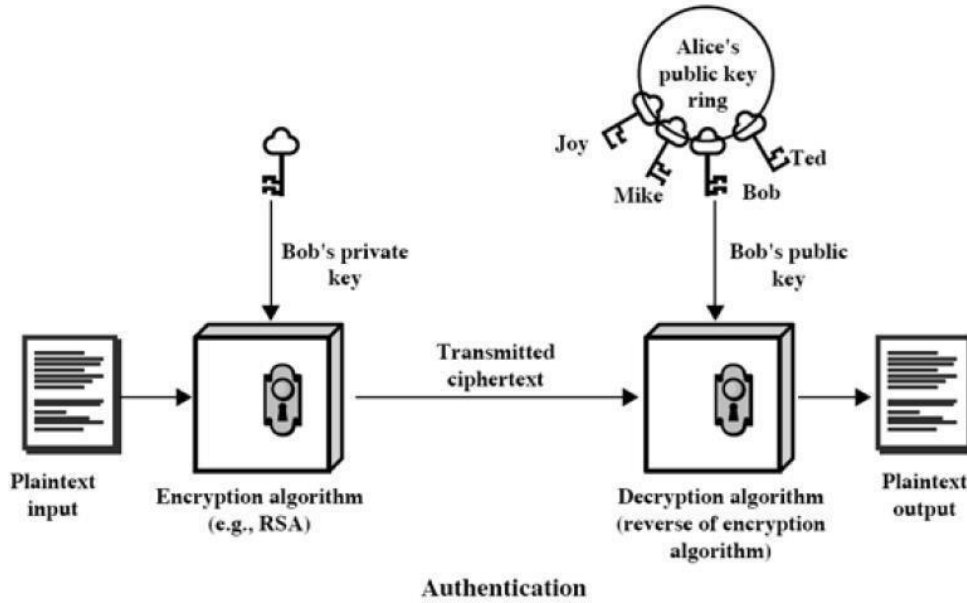 Alice's
public key
ring
Joy
Ted
Mike
Bob
Bob's private
key
Bob's public
key
Transmitted
ciphertext
Plaintext
input
Encryption algorithm
(e.g., RSA)
Decryption algorithm
(reverse of encryption
algorithm)
Plaintext
output
Authentication